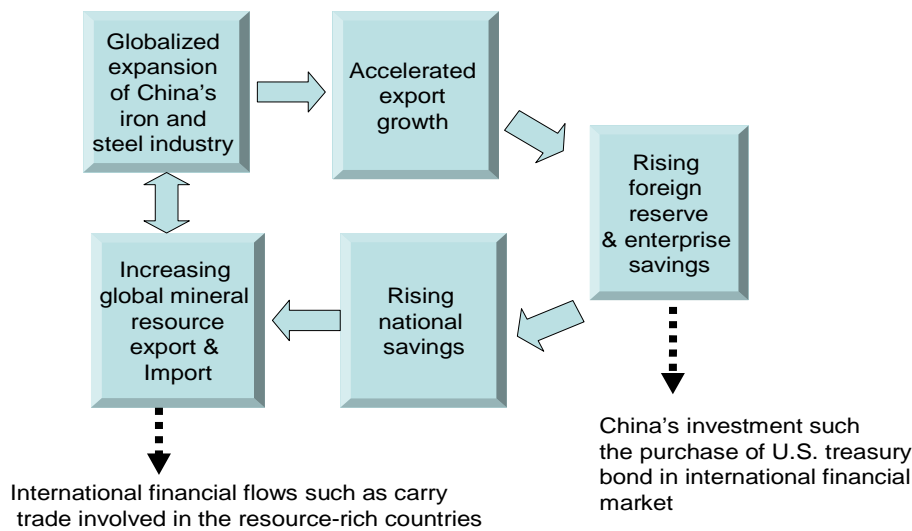 Globalized
expansion
of China's
iron and
steel industry
Accelerated
export
growth
Rising
foreign
reserve
& enterprise
savings
Increasing
global mineral
resource
export &
Import
Rising
national
savings
China's investment such
the purchase of U.S. treasury
bond in international financial
market
International financial flows such as carry
trade involved in the resource-rich countries